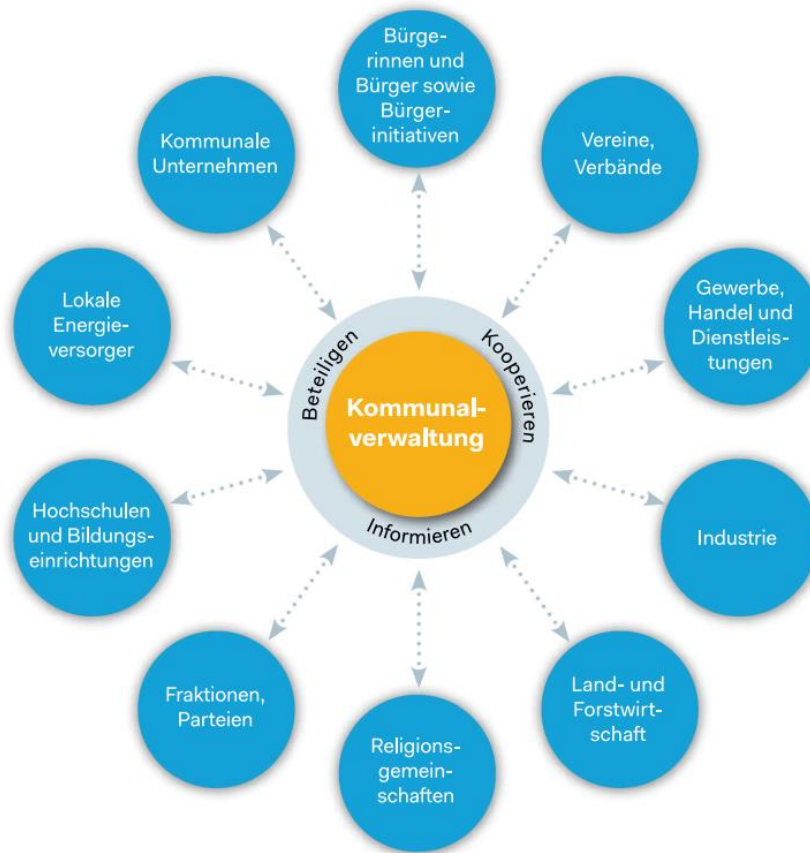 Bürge-
rinnen und
Bürger sowie
Bürger-
initiativen
Vereine,
Verbände
Gewerbe,
Handel und
Dienstleis-
tungen
Industrie
Land- und
Forstwirt-
schaft
Religions-
gemein-
schaften
Fraktionen,
Parteien
Hochschulen
und Bildungs-
einrichtungen
Lokale
Energie-
versorger
Kommunale
Unternehmen
Beteiligen
Kooperieren
Informieren
Kommunal-
verwaltung